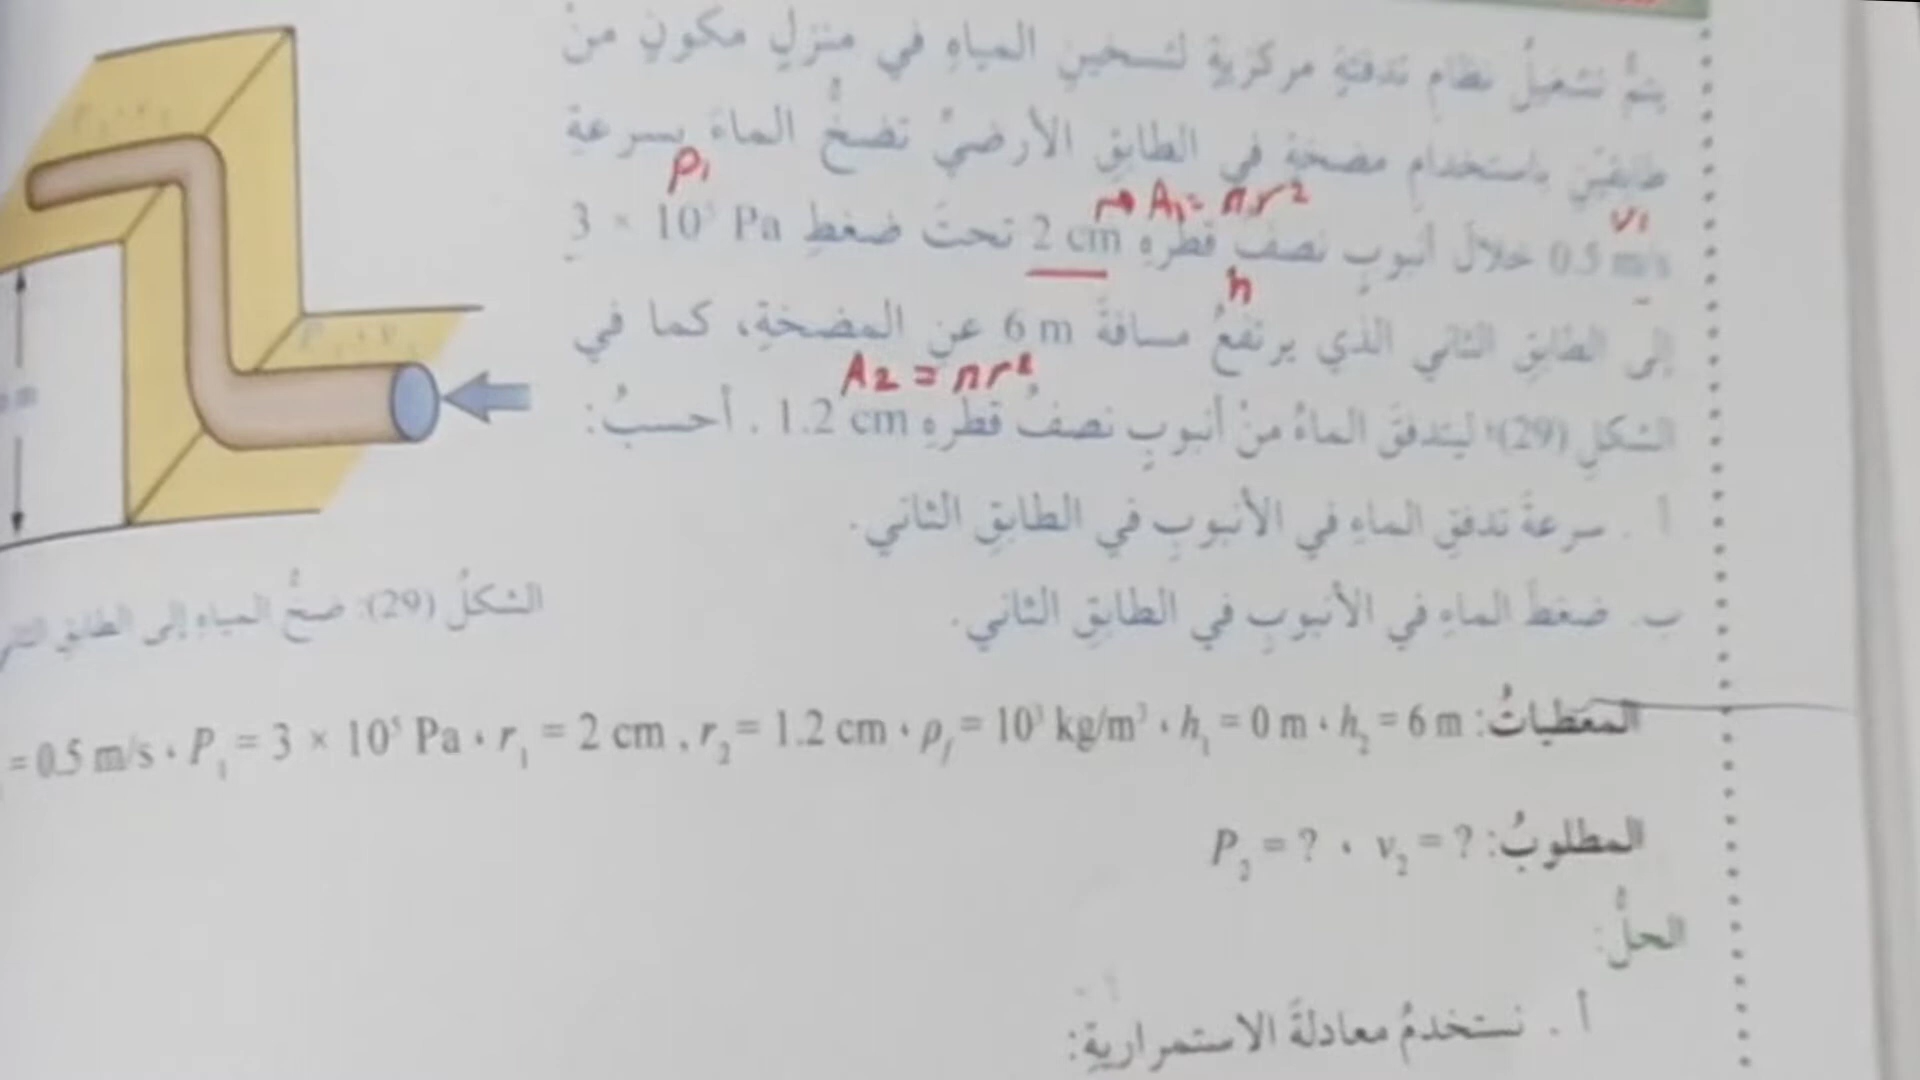 يتمُّ تشغيلُ نظامِ تدفئةٍ مركزيةٍ لتسخينِ المياهِ في منزلٍ مكونٍ منْ
طابقينِ باستخدامِ مضخةٍ في الطابقِ الأرضيِّ تضخُّ الماءَ بسرعةِ
P₁
A₁ = πr²
v₁
0.5 m/s خلالَ أنبوبٍ نصفُ قطرِهِ 2 cm تحتَ ضغطِ 3 × 10⁵ Pa
h
إلى الطابقِ الثاني الذي يرتفعُ مسافةَ 6 m عنِ المضخةِ، كما في
A2 = πr²
الشكلِ (29)؛ ليتدفقَ الماءُ منْ أنبوبٍ نصفُ قطرِهِ 1.2 cm. أحسبُ:
أ . سرعةَ تدفقِ الماءِ في الأنبوبِ في الطابقِ الثاني.
ب. ضغطَ الماءِ في الأنبوبِ في الطابقِ الثاني.
الشكلُ (29): ضخُّ المياهِ إلى الطابقِ
المعطياتُ: = 0.5 m/s ، P₁ = 3 × 10⁵ Pa ، r₁ = 2 cm , r₂ = 1.2 cm ، ρf = 10³ kg/m³ ، h₁ = 0 m ، h₂ = 6 m
المطلوبُ: P₂ = ? ، v₂ = ?
الحلُّ:
أ . نستخدمُ معادلةَ الاستمراريةِ: